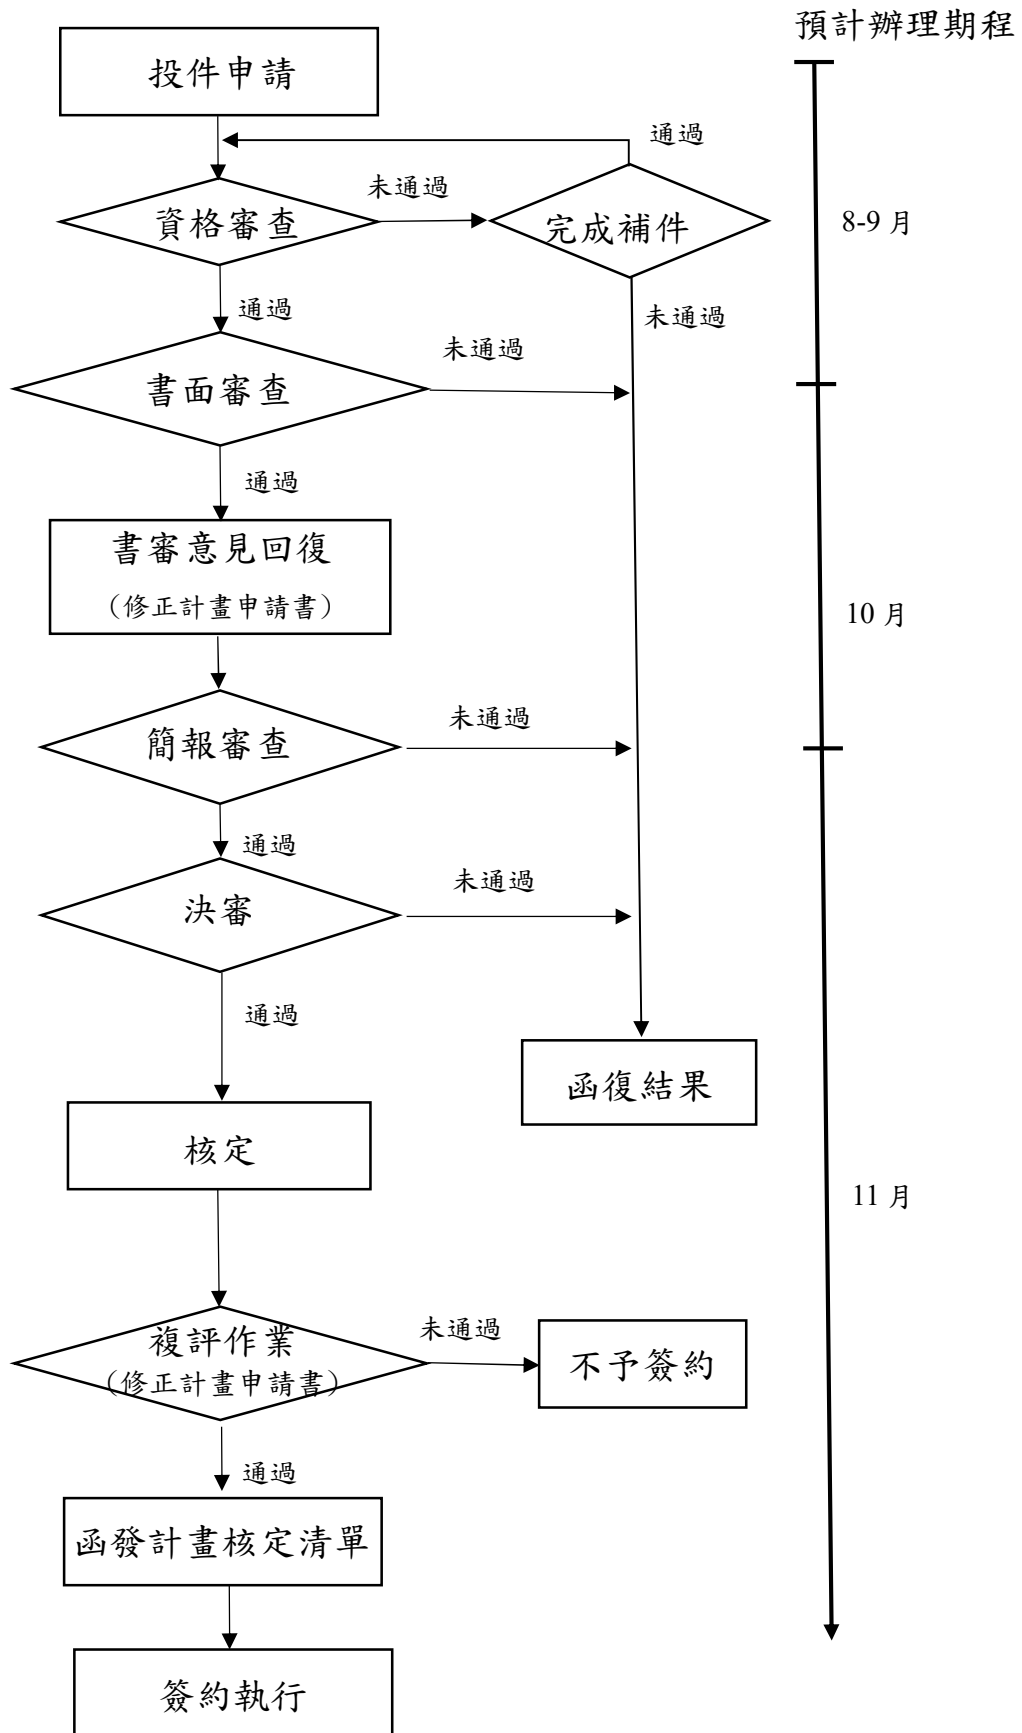 預計辦理期程
投件申請
通過
未通過
資格審查
完成補件
8-9 月
通過
未通過
未通過
書面審查
通過
書審意見回復
（修正計畫申請書）
10 月
未通過
簡報審查
通過
未通過
決審
通過
函復結果
核定
11 月
未通過
複評作業
（修正計畫申請書）
不予簽約
通過
函發計畫核定清單
簽約執行